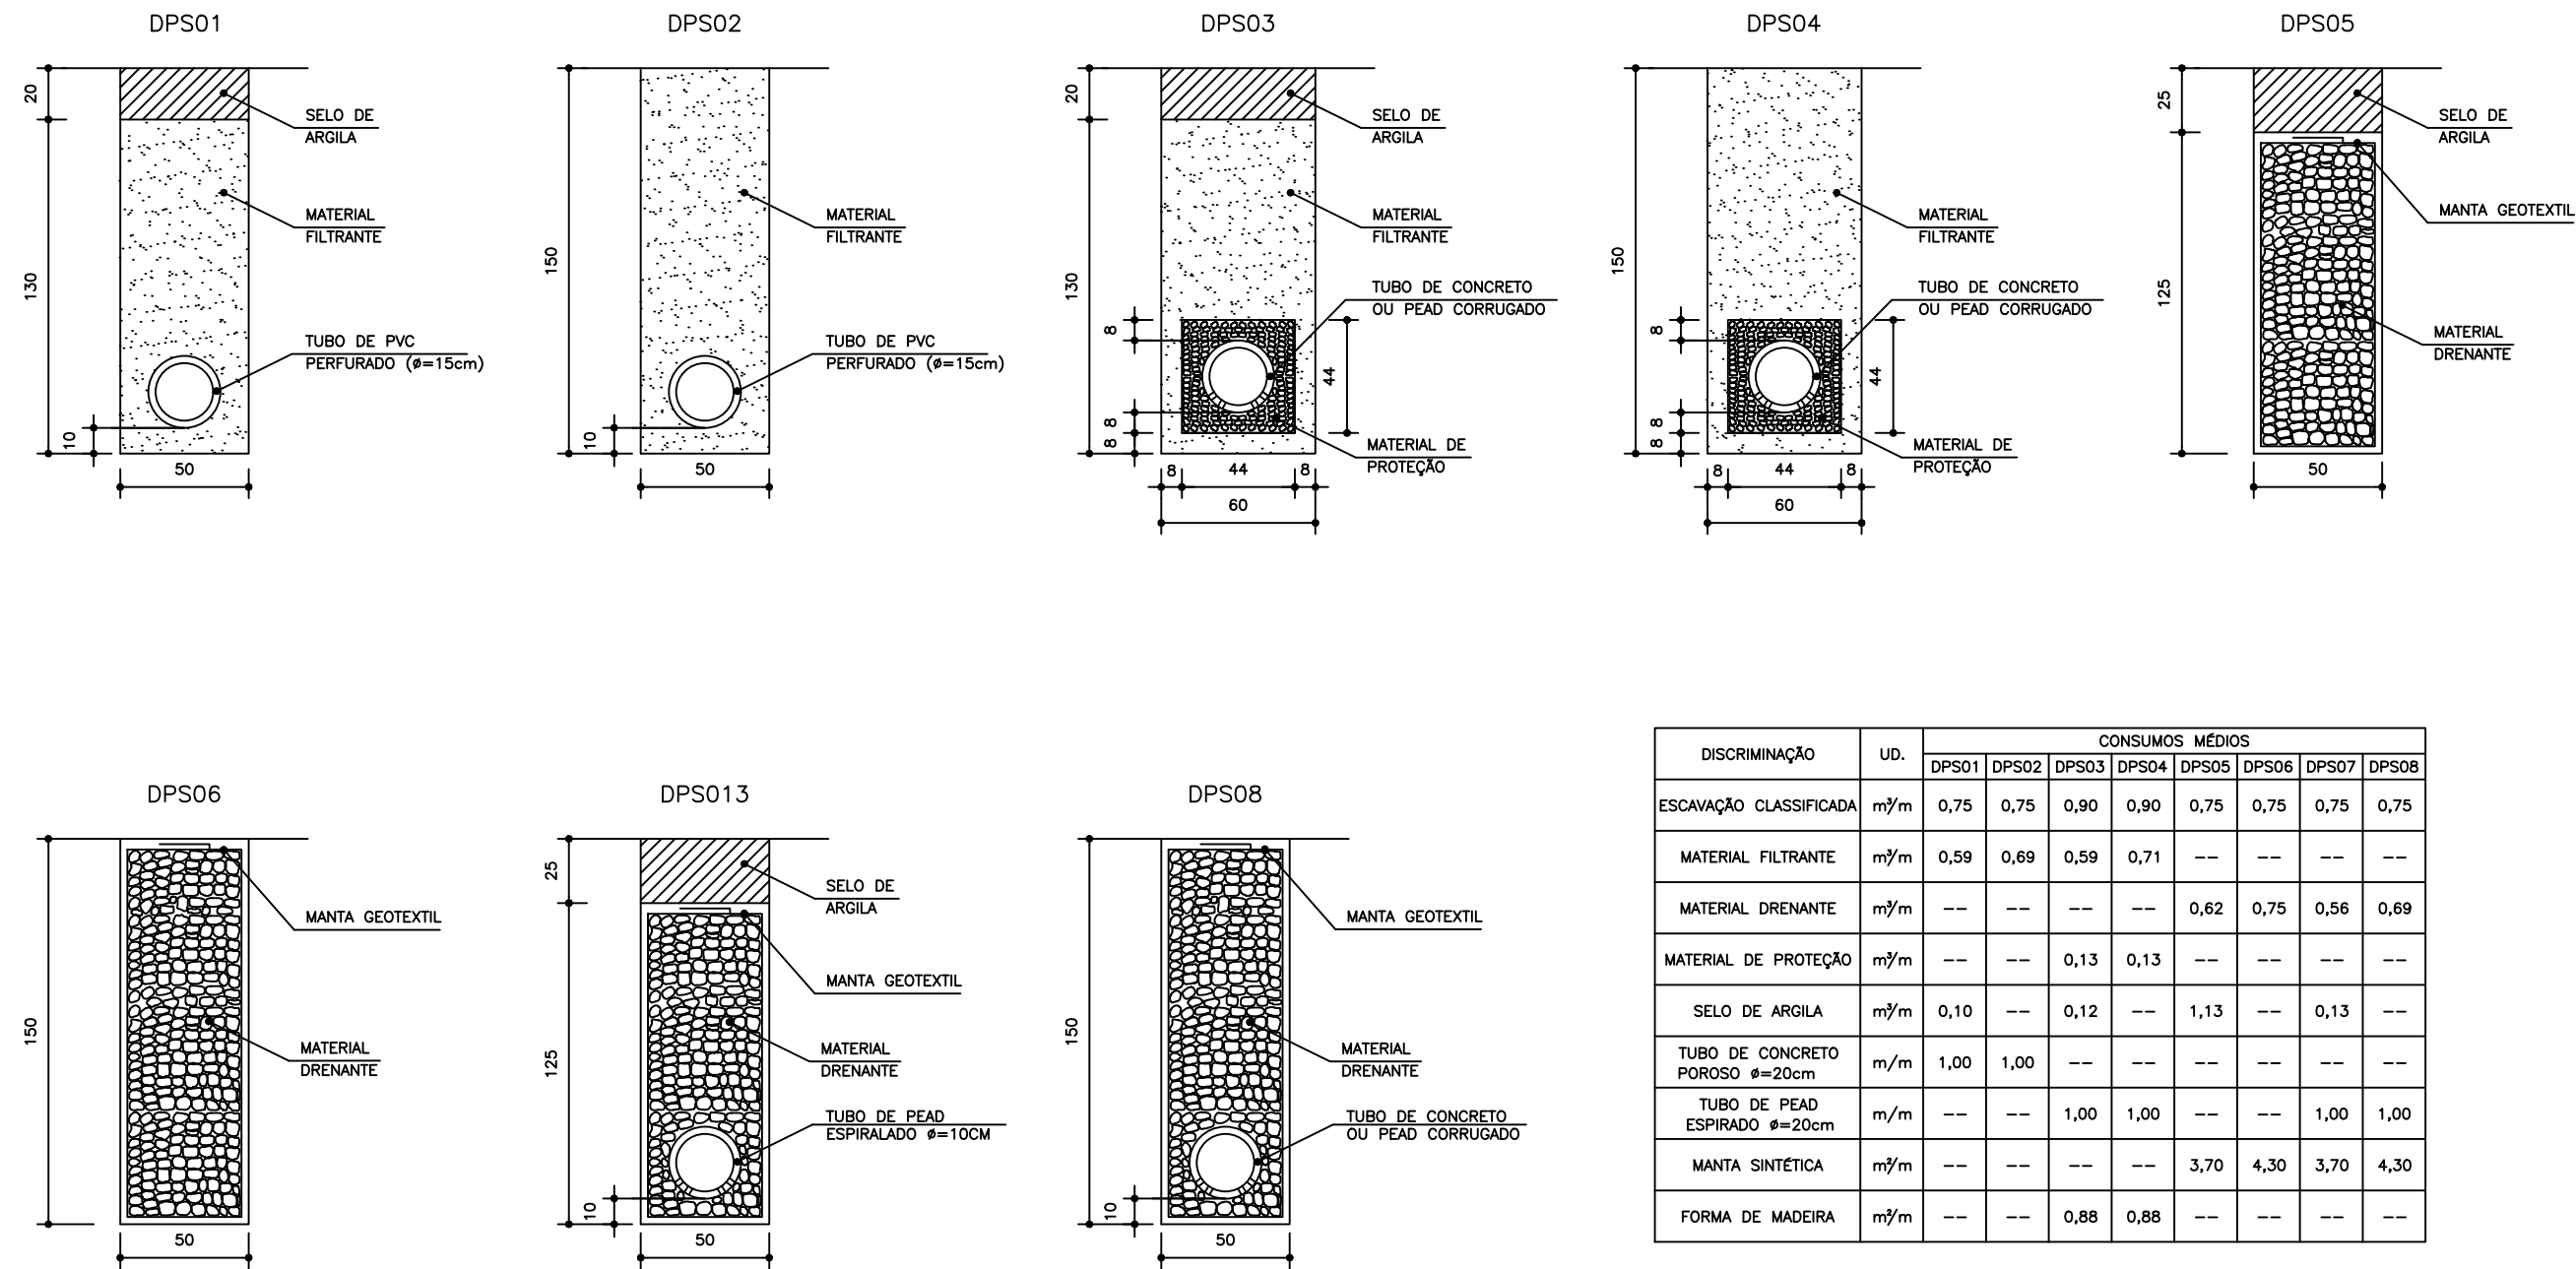 DPS01
20
130
10
50
SELO DE
ARGILA
MATERIAL
FILTRANTE
TUBO DE PVC
PERFURADO (ø=15cm)
DPS02
150
10
50
MATERIAL
FILTRANTE
TUBO DE PVC
PERFURADO (ø=15cm)
DPS03
20
130
8
8
8
44
8 44 8
60
SELO DE
ARGILA
MATERIAL
FILTRANTE
TUBO DE CONCRETO
OU PEAD CORRUGADO
MATERIAL DE
PROTEÇÃO
DPS04
150
8
8
8
44
8 44 8
60
MATERIAL
FILTRANTE
TUBO DE CONCRETO
OU PEAD CORRUGADO
MATERIAL DE
PROTEÇÃO
DPS05
25
125
50
SELO DE
ARGILA
MANTA GEOTEXTIL
MATERIAL
DRENANTE
DPS06
150
50
MANTA GEOTEXTIL
MATERIAL
DRENANTE
DPS013
25
125
10
50
SELO DE
ARGILA
MANTA GEOTEXTIL
MATERIAL
DRENANTE
TUBO DE PEAD
ESPIRALADO ø=10CM
DPS08
150
10
50
MANTA GEOTEXTIL
MATERIAL
DRENANTE
TUBO DE CONCRETO
OU PEAD CORRUGADO
DISCRIMINAÇÃO UD. CONSUMOS MÉDIOS
DPS01 DPS02 DPS03 DPS04 DPS05 DPS06 DPS07 DPS08
ESCAVAÇÃO CLASSIFICADA m³/m 0,75 0,75 0,90 0,90 0,75 0,75 0,75 0,75
MATERIAL FILTRANTE m³/m 0,59 0,69 0,59 0,71 -- -- -- --
MATERIAL DRENANTE m³/m -- -- -- -- 0,62 0,75 0,56 0,69
MATERIAL DE PROTEÇÃO m³/m -- -- 0,13 0,13 -- -- -- --
SELO DE ARGILA m³/m 0,10 -- 0,12 -- 1,13 -- 0,13 --
TUBO DE CONCRETO
POROSO ø=20cm m/m 1,00 1,00 -- -- -- -- -- --
TUBO DE PEAD
ESPIRADO ø=20cm m/m -- -- 1,00 1,00 -- -- 1,00 1,00
MANTA SINTÉTICA m²/m -- -- -- -- 3,70 4,30 3,70 4,30
FORMA DE MADEIRA m²/m -- -- 0,88 0,88 -- -- -- --